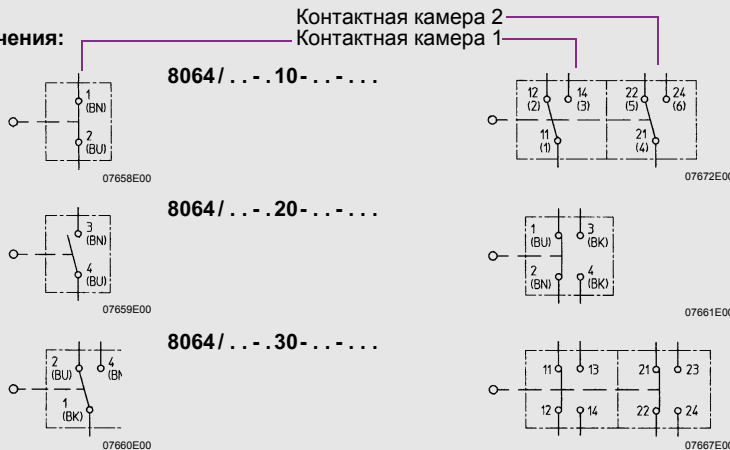 Контактная камера 2
чения:
Контактная камера 1
8064 / . . - . 10 - . . - . . .
1
(BN)
2
(BU)
07658E00
12
(2)
14
(3)
11
(1)
22
(5)
24
(6)
21
(4)
07672E00
8064 / . . - . 20 - . . - . . .
3
(BN)
4
(BU)
07659E00
1
(BU)
3
(BK)
2
(BN)
4
(BK)
07661E00
8064 / . . - . 30 - . . - . . .
2
(BU)
4
(BN
1
(BK)
07660E00
11
13
12
14
21
23
22
24
07667E00